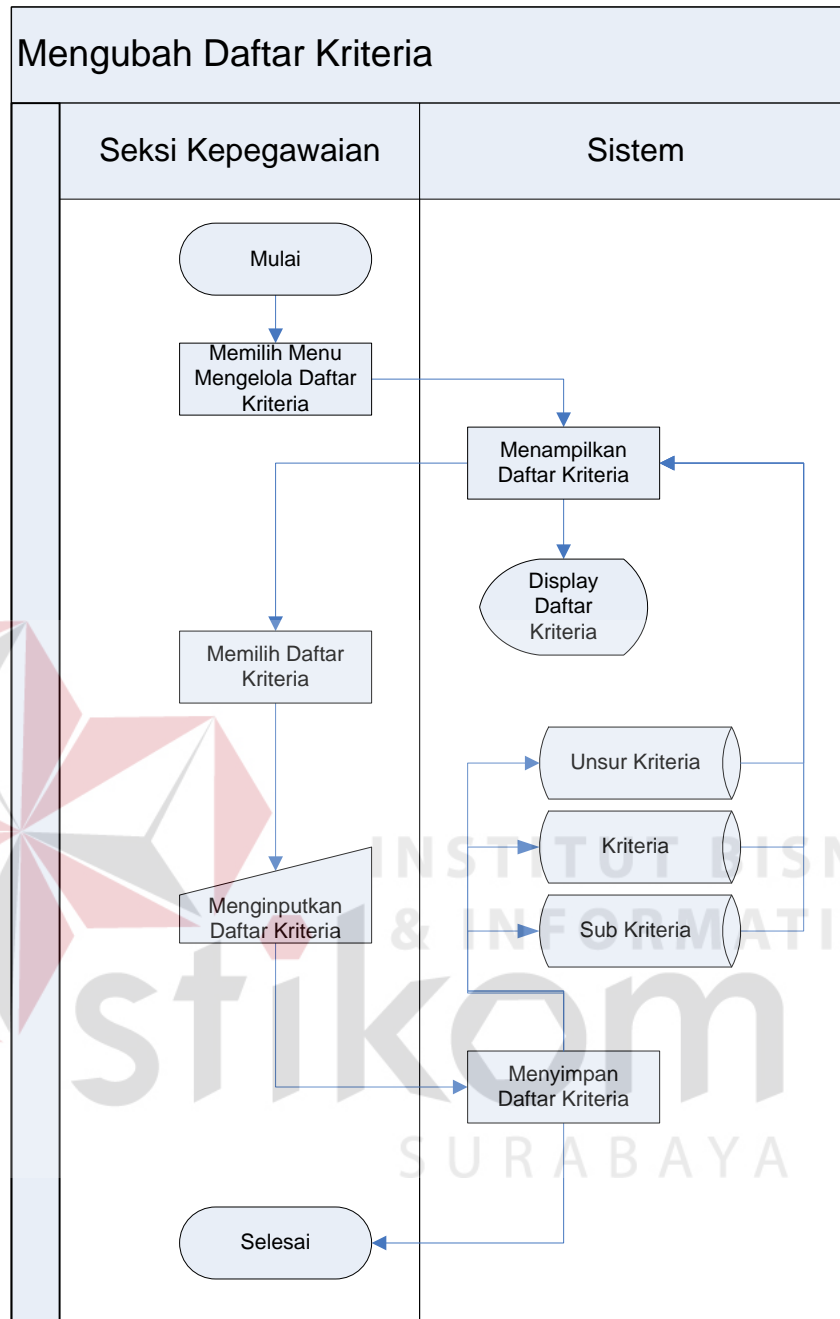 Mengubah Daftar Kriteria
Seksi Kepegawaian
Sistem
Mulai
Memilih Menu
Mengelola Daftar
Kriteria
Menampilkan
Daftar Kriteria
Display
Daftar
Kriteria
Memilih Daftar
Kriteria
Unsur Kriteria
Kriteria
Sub Kriteria
Menginputkan
Daftar Kriteria
Menyimpan
Daftar Kriteria
Selesai
INSTITUT BISN
& INFORMATI
stikom
SURABAYA